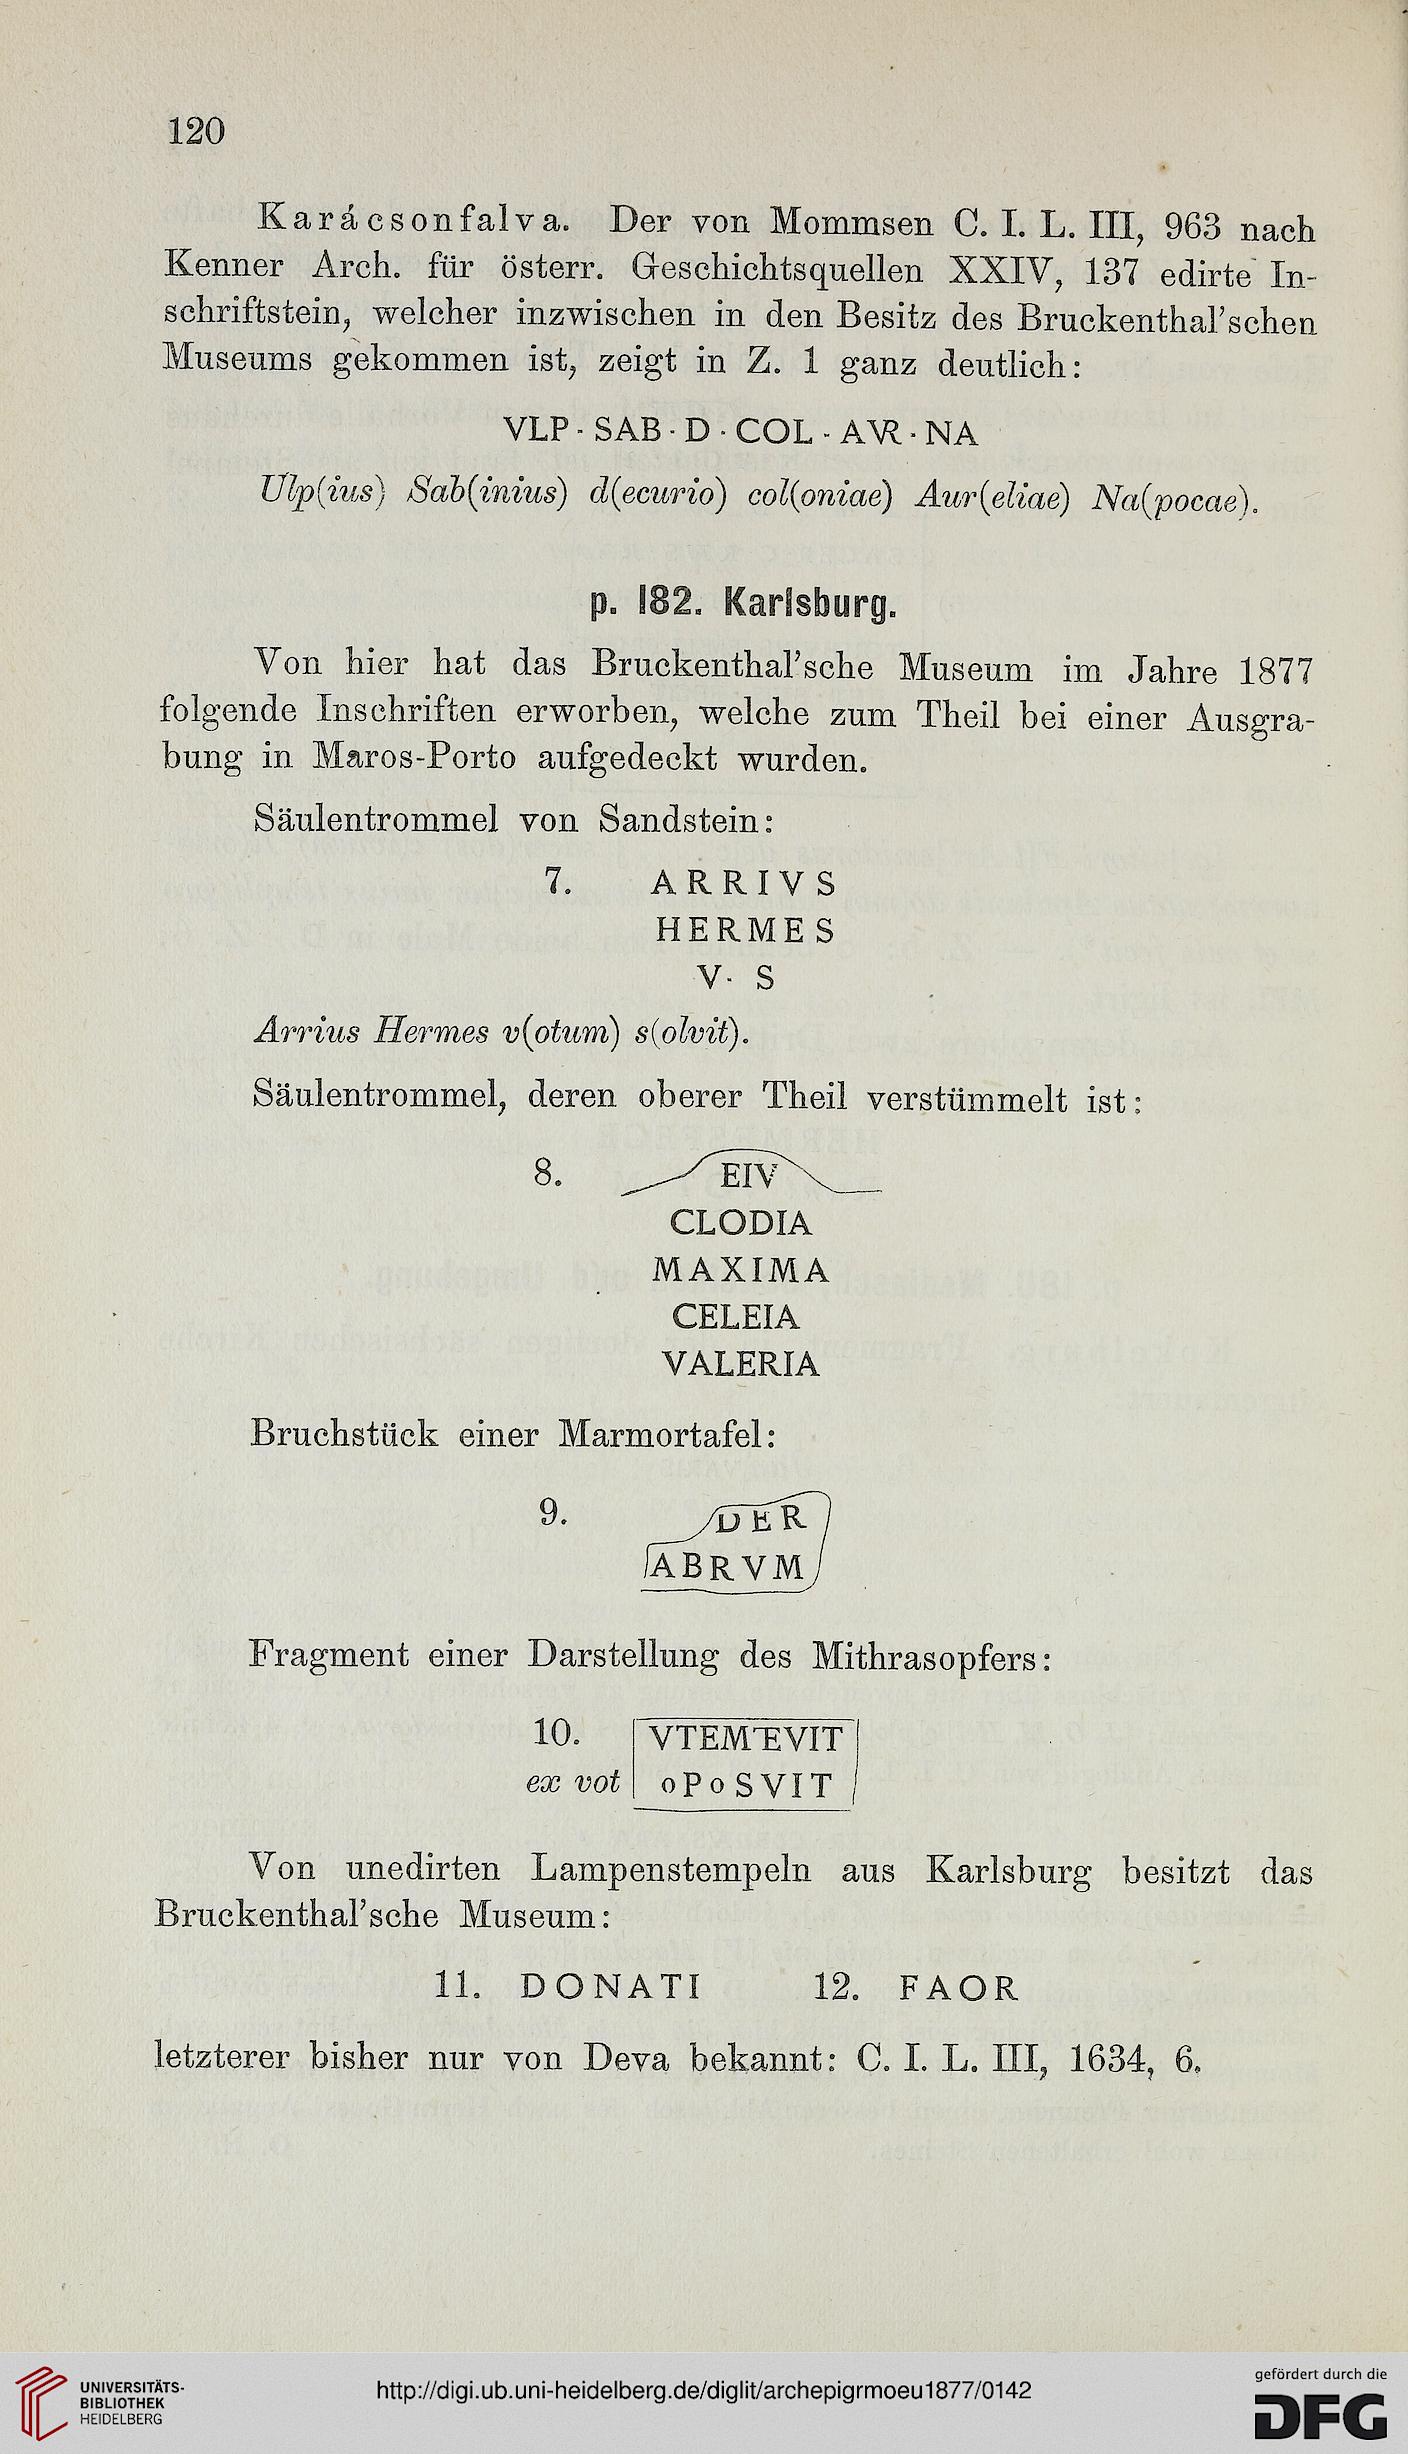 120
Karácsonfalva. Der von Mommsen C. I. L. III, 963 nach
Kenner Arch. für österr. Geschichtsquellen XXIV, 137 edirte In-
schriftstein, welcher inzwischen in den Besitz des Bruckenthal'schen
Museums gekommen ist, zeigt in Z. 1 ganz deutlich:
VLP · SAB · D · COL · AVR · NA
Ulp(ius) Sab(inius) d(ecurio) col(oniae) Aur(eliae) Na(pocae).
p. 182. Karlsburg.
Von hier hat das Bruckenthal'sche Museum im Jahre 1877
folgende Inschriften erworben, welche zum Theil bei einer Ausgra-
bung in Maros-Porto aufgedeckt wurden.
Säulentrommel von Sandstein:
7. ARRIVS
HERMES
V · S
Arrius Hermes v(otum) s(olvit).
Säulentrommel, deren oberer Theil verstümmelt ist:
8. EIV
CLODIA
MAXIMA
CELEIA
VALERIA
Bruchstück einer Marmortafel:
9. DER
ABRVM
Fragment einer Darstellung des Mithrasopfers:
10. VTEMTEVIT
ex vot oPoSVIT
Von unedirten Lampenstempeln aus Karlsburg besitzt das
Bruckenthal'sche Museum:
11. DONATI 12. FAOR
letzterer bisher nur von Deva bekannt: C. I. L. III, 1634, 6.
UNIVERSITÄTS-
BIBLIOTHEK
HEIDELBERG
http://digi.ub.uni-heidelberg.de/diglit/archepigrmoeu1877/0142
gefördert durch die
DFG